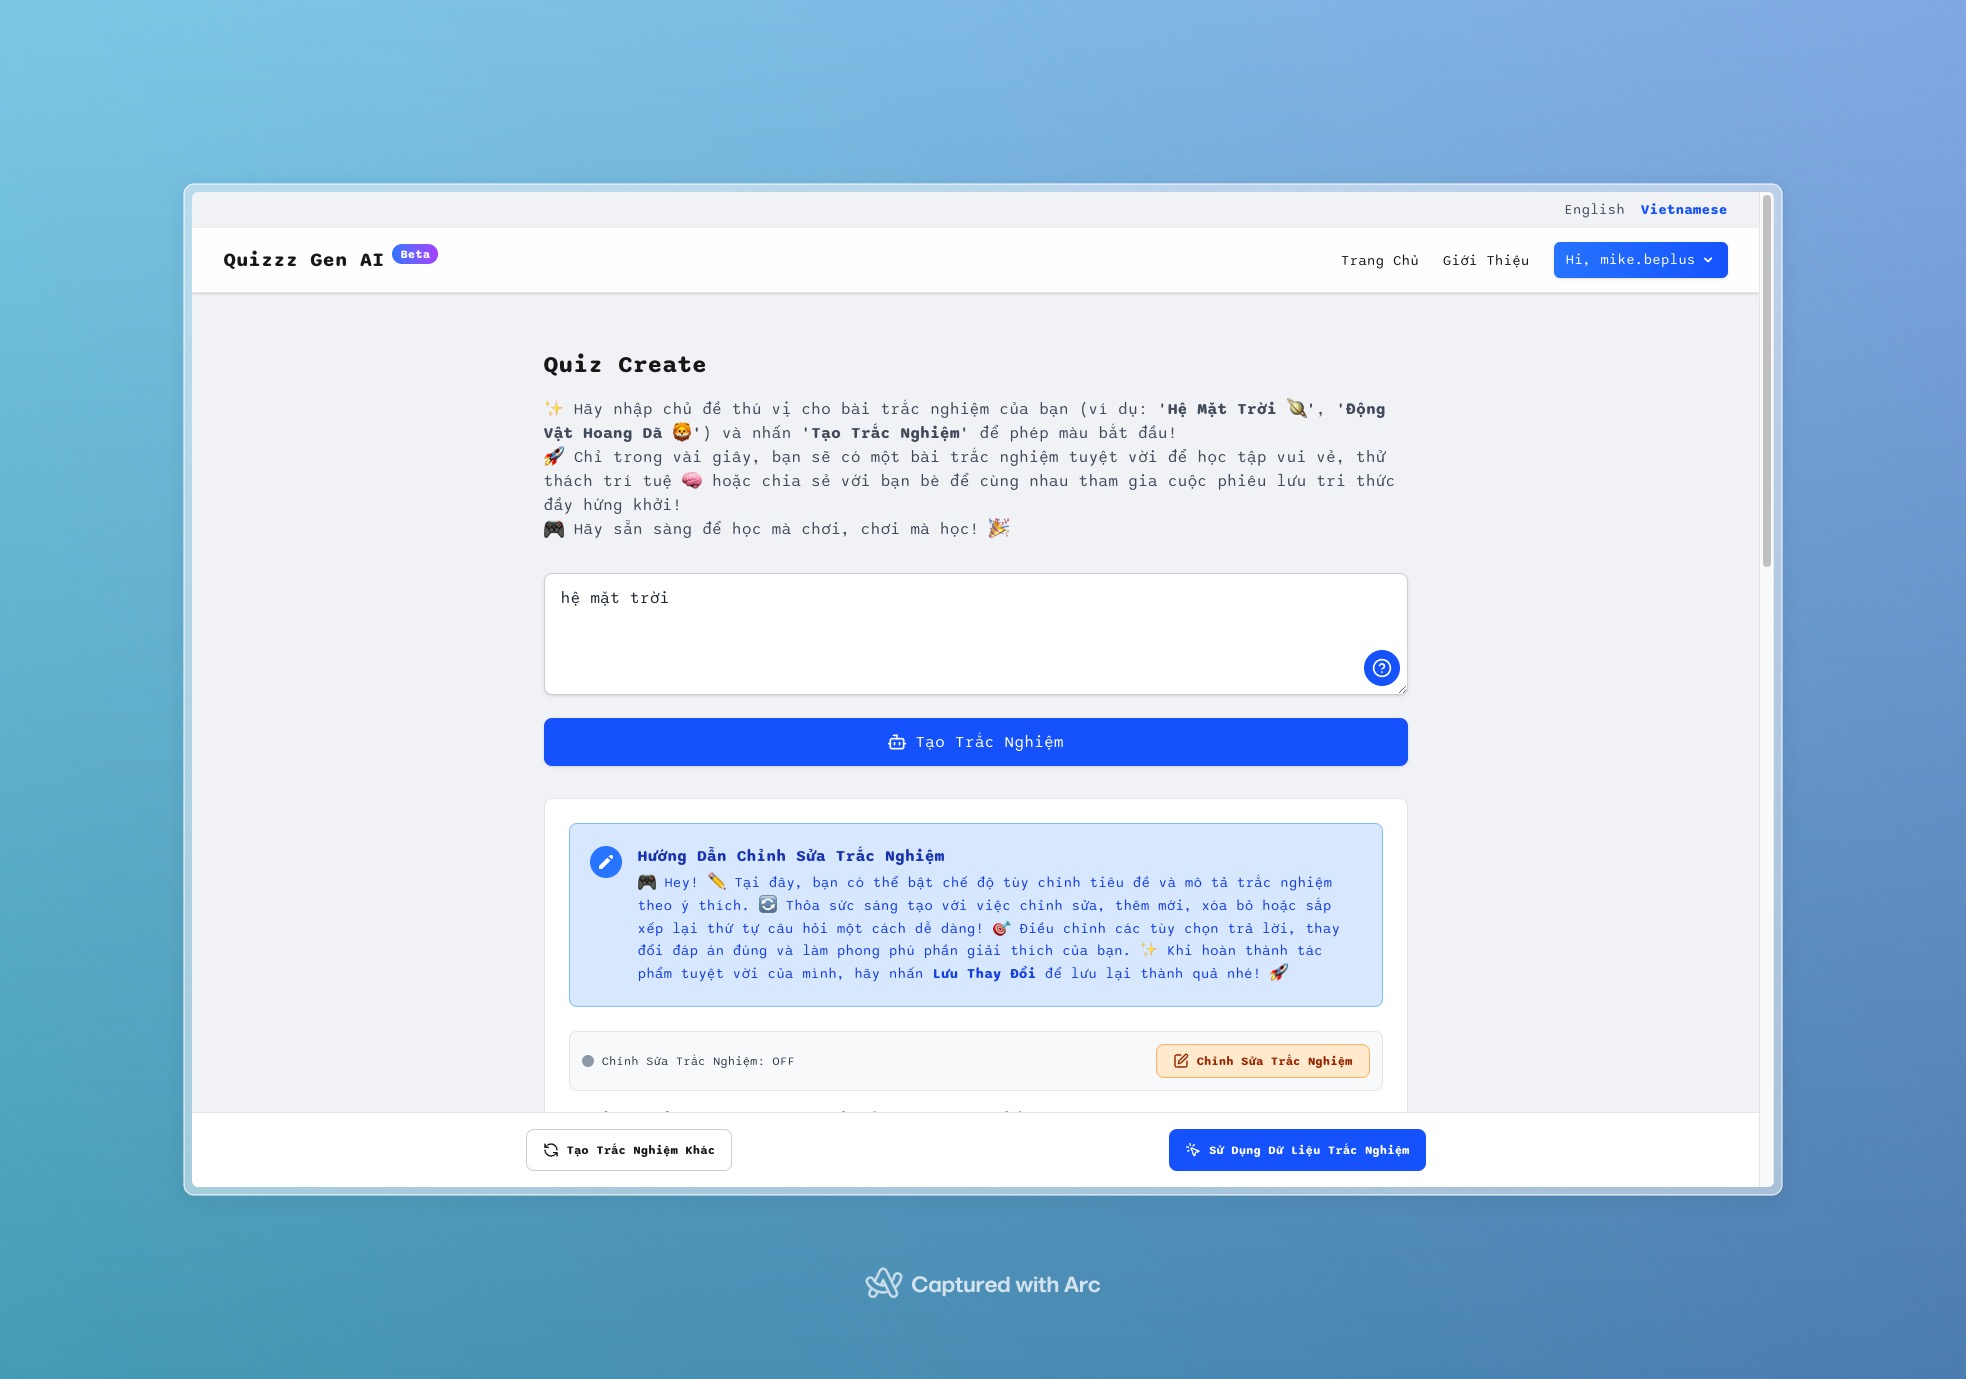 English Vietnamese
Quizzz Gen AI Beta
Trang Chủ Giới Thiệu Hi, mike.beplus
Quiz Create
✨ Hãy nhập chủ đề thú vị cho bài trắc nghiệm của bạn (ví dụ: 'Hệ Mặt Trời 🪐', 'Động
Vật Hoang Dã 🦁') và nhấn 'Tạo Trắc Nghiệm' để phép màu bắt đầu!
🚀 Chỉ trong vài giây, bạn sẽ có một bài trắc nghiệm tuyệt vời để học tập vui vẻ, thử
thách trí tuệ 🧠 hoặc chia sẻ với bạn bè để cùng nhau tham gia cuộc phiêu lưu tri thức
đầy hứng khởi!
🎮 Hãy sẵn sàng để học mà chơi, chơi mà học! 🎉
hệ mặt trời
Tạo Trắc Nghiệm
Hướng Dẫn Chỉnh Sửa Trắc Nghiệm
🎮 Hey! ✏️ Tại đây, bạn có thể bật chế độ tùy chỉnh tiêu đề và mô tả trắc nghiệm
theo ý thích. 🔄 Thỏa sức sáng tạo với việc chỉnh sửa, thêm mới, xóa bỏ hoặc sắp
xếp lại thứ tự câu hỏi một cách dễ dàng! 🎯 Điều chỉnh các tùy chọn trả lời, thay
đổi đáp án đúng và làm phong phú phần giải thích của bạn. ✨ Khi hoàn thành tác
phẩm tuyệt vời của mình, hãy nhấn Lưu Thay Đổi để lưu lại thành quả nhé! 🚀
Chỉnh Sửa Trắc Nghiệm: OFF Chỉnh Sửa Trắc Nghiệm
Tạo Trắc Nghiệm Khác Sử Dụng Dữ Liệu Trắc Nghiệm
Captured with Arc